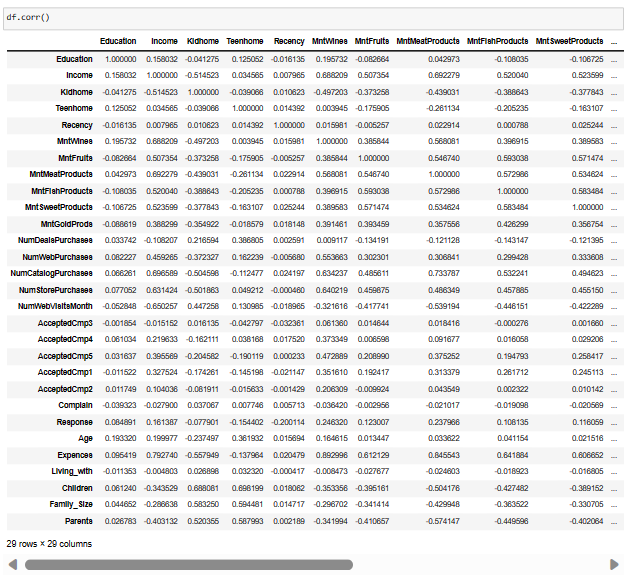 df.corr()
Education Income Kidhome Teenhome Recency MntWines MntFruits MntMeatProducts MntFishProducts MntSweetProducts ...
Education 1.000000 0.158032 -0.041275 0.125052 -0.016135 0.195732 -0.082664 0.042973 -0.108035 -0.106725 ...
Income 0.158032 1.000000 -0.514523 0.034565 0.007965 0.688209 0.507354 0.692279 0.520040 0.523599 ...
Kidhome -0.041275 -0.514523 1.000000 -0.039066 0.010623 -0.497203 -0.373258 -0.439031 -0.388643 -0.377843 ...
Teenhome 0.125052 0.034565 -0.039066 1.000000 0.014392 0.003945 -0.175905 -0.261134 -0.205235 -0.163107 ...
Recency -0.016135 0.007965 0.010623 0.014392 1.000000 0.015981 -0.005257 0.022914 0.000788 0.025244 ...
MntWines 0.195732 0.688209 -0.497203 0.003945 0.015981 1.000000 0.385844 0.568081 0.396915 0.389583 ...
MntFruits -0.082664 0.507354 -0.373258 -0.175905 -0.005257 0.385844 1.000000 0.546740 0.593038 0.571474 ...
MntMeatProducts 0.042973 0.692279 -0.439031 -0.261134 0.022914 0.568081 0.546740 1.000000 0.572986 0.534624 ...
MntFishProducts -0.108035 0.520040 -0.388643 -0.205235 0.000788 0.396915 0.593038 0.572986 1.000000 0.583484 ...
MntSweetProducts -0.106725 0.523599 -0.377843 -0.163107 0.025244 0.389583 0.571474 0.534624 0.583484 1.000000 ...
MntGoldProds -0.088619 0.388299 -0.354922 -0.018579 0.018148 0.391461 0.393459 0.357556 0.426299 0.356754 ...
NumDealsPurchases 0.033742 -0.108207 0.216594 0.386805 0.002591 0.009117 -0.134191 -0.121128 -0.143147 -0.121395 ...
NumWebPurchases 0.082227 0.459265 -0.372327 0.162239 -0.005680 0.553663 0.302301 0.306841 0.299428 0.333608 ...
NumCatalogPurchases 0.066261 0.696589 -0.504598 -0.112477 0.024197 0.634237 0.485611 0.733787 0.532241 0.494623 ...
NumStorePurchases 0.077052 0.631424 -0.501863 0.049212 -0.000460 0.640219 0.459875 0.486349 0.457885 0.455150 ...
NumWebVisitsMonth -0.052848 -0.650257 0.447258 0.130985 -0.018965 -0.321616 -0.417741 -0.539194 -0.446151 -0.422289 ...
AcceptedCmp3 -0.001854 -0.015152 0.016135 -0.042797 -0.032361 0.061360 0.014644 0.018416 -0.000276 0.001660 ...
AcceptedCmp4 0.061034 0.219633 -0.162111 0.038168 0.017520 0.373349 0.006598 0.091677 0.016058 0.029206 ...
AcceptedCmp5 0.031637 0.395569 -0.204582 -0.190119 0.000233 0.472889 0.208990 0.375252 0.194793 0.258417 ...
AcceptedCmp1 -0.011522 0.327524 -0.174261 -0.145198 -0.021147 0.351610 0.192417 0.313379 0.261712 0.245113 ...
AcceptedCmp2 0.011749 0.104036 -0.081911 -0.015633 -0.001429 0.206309 -0.009924 0.043549 0.002322 0.010142 ...
Complain -0.039323 -0.027900 0.037067 0.007746 0.005713 -0.036420 -0.002956 -0.021017 -0.019098 -0.020569 ...
Response 0.084891 0.161387 -0.077901 -0.154402 -0.200114 0.246320 0.123007 0.237966 0.108135 0.116059 ...
Age 0.193320 0.199977 -0.237497 0.361932 0.015694 0.164615 0.013447 0.033622 0.041154 0.021516 ...
Expences 0.095419 0.792740 -0.557949 -0.137964 0.020479 0.892996 0.612129 0.845543 0.641884 0.606652 ...
Living_with -0.011353 -0.004803 0.026898 0.032320 -0.000417 -0.008473 -0.027677 -0.024603 -0.018923 -0.016805 ...
Children 0.061240 -0.343529 0.688081 0.698199 0.018062 -0.353356 -0.395161 -0.504176 -0.427482 -0.389152 ...
Family_Size 0.044652 -0.286638 0.583250 0.594481 0.014717 -0.296702 -0.341414 -0.429948 -0.363522 -0.330705 ...
Parents 0.026783 -0.403132 0.520355 0.587993 0.002189 -0.341994 -0.410657 -0.574147 -0.449596 -0.402064 ...
29 rows × 29 columns